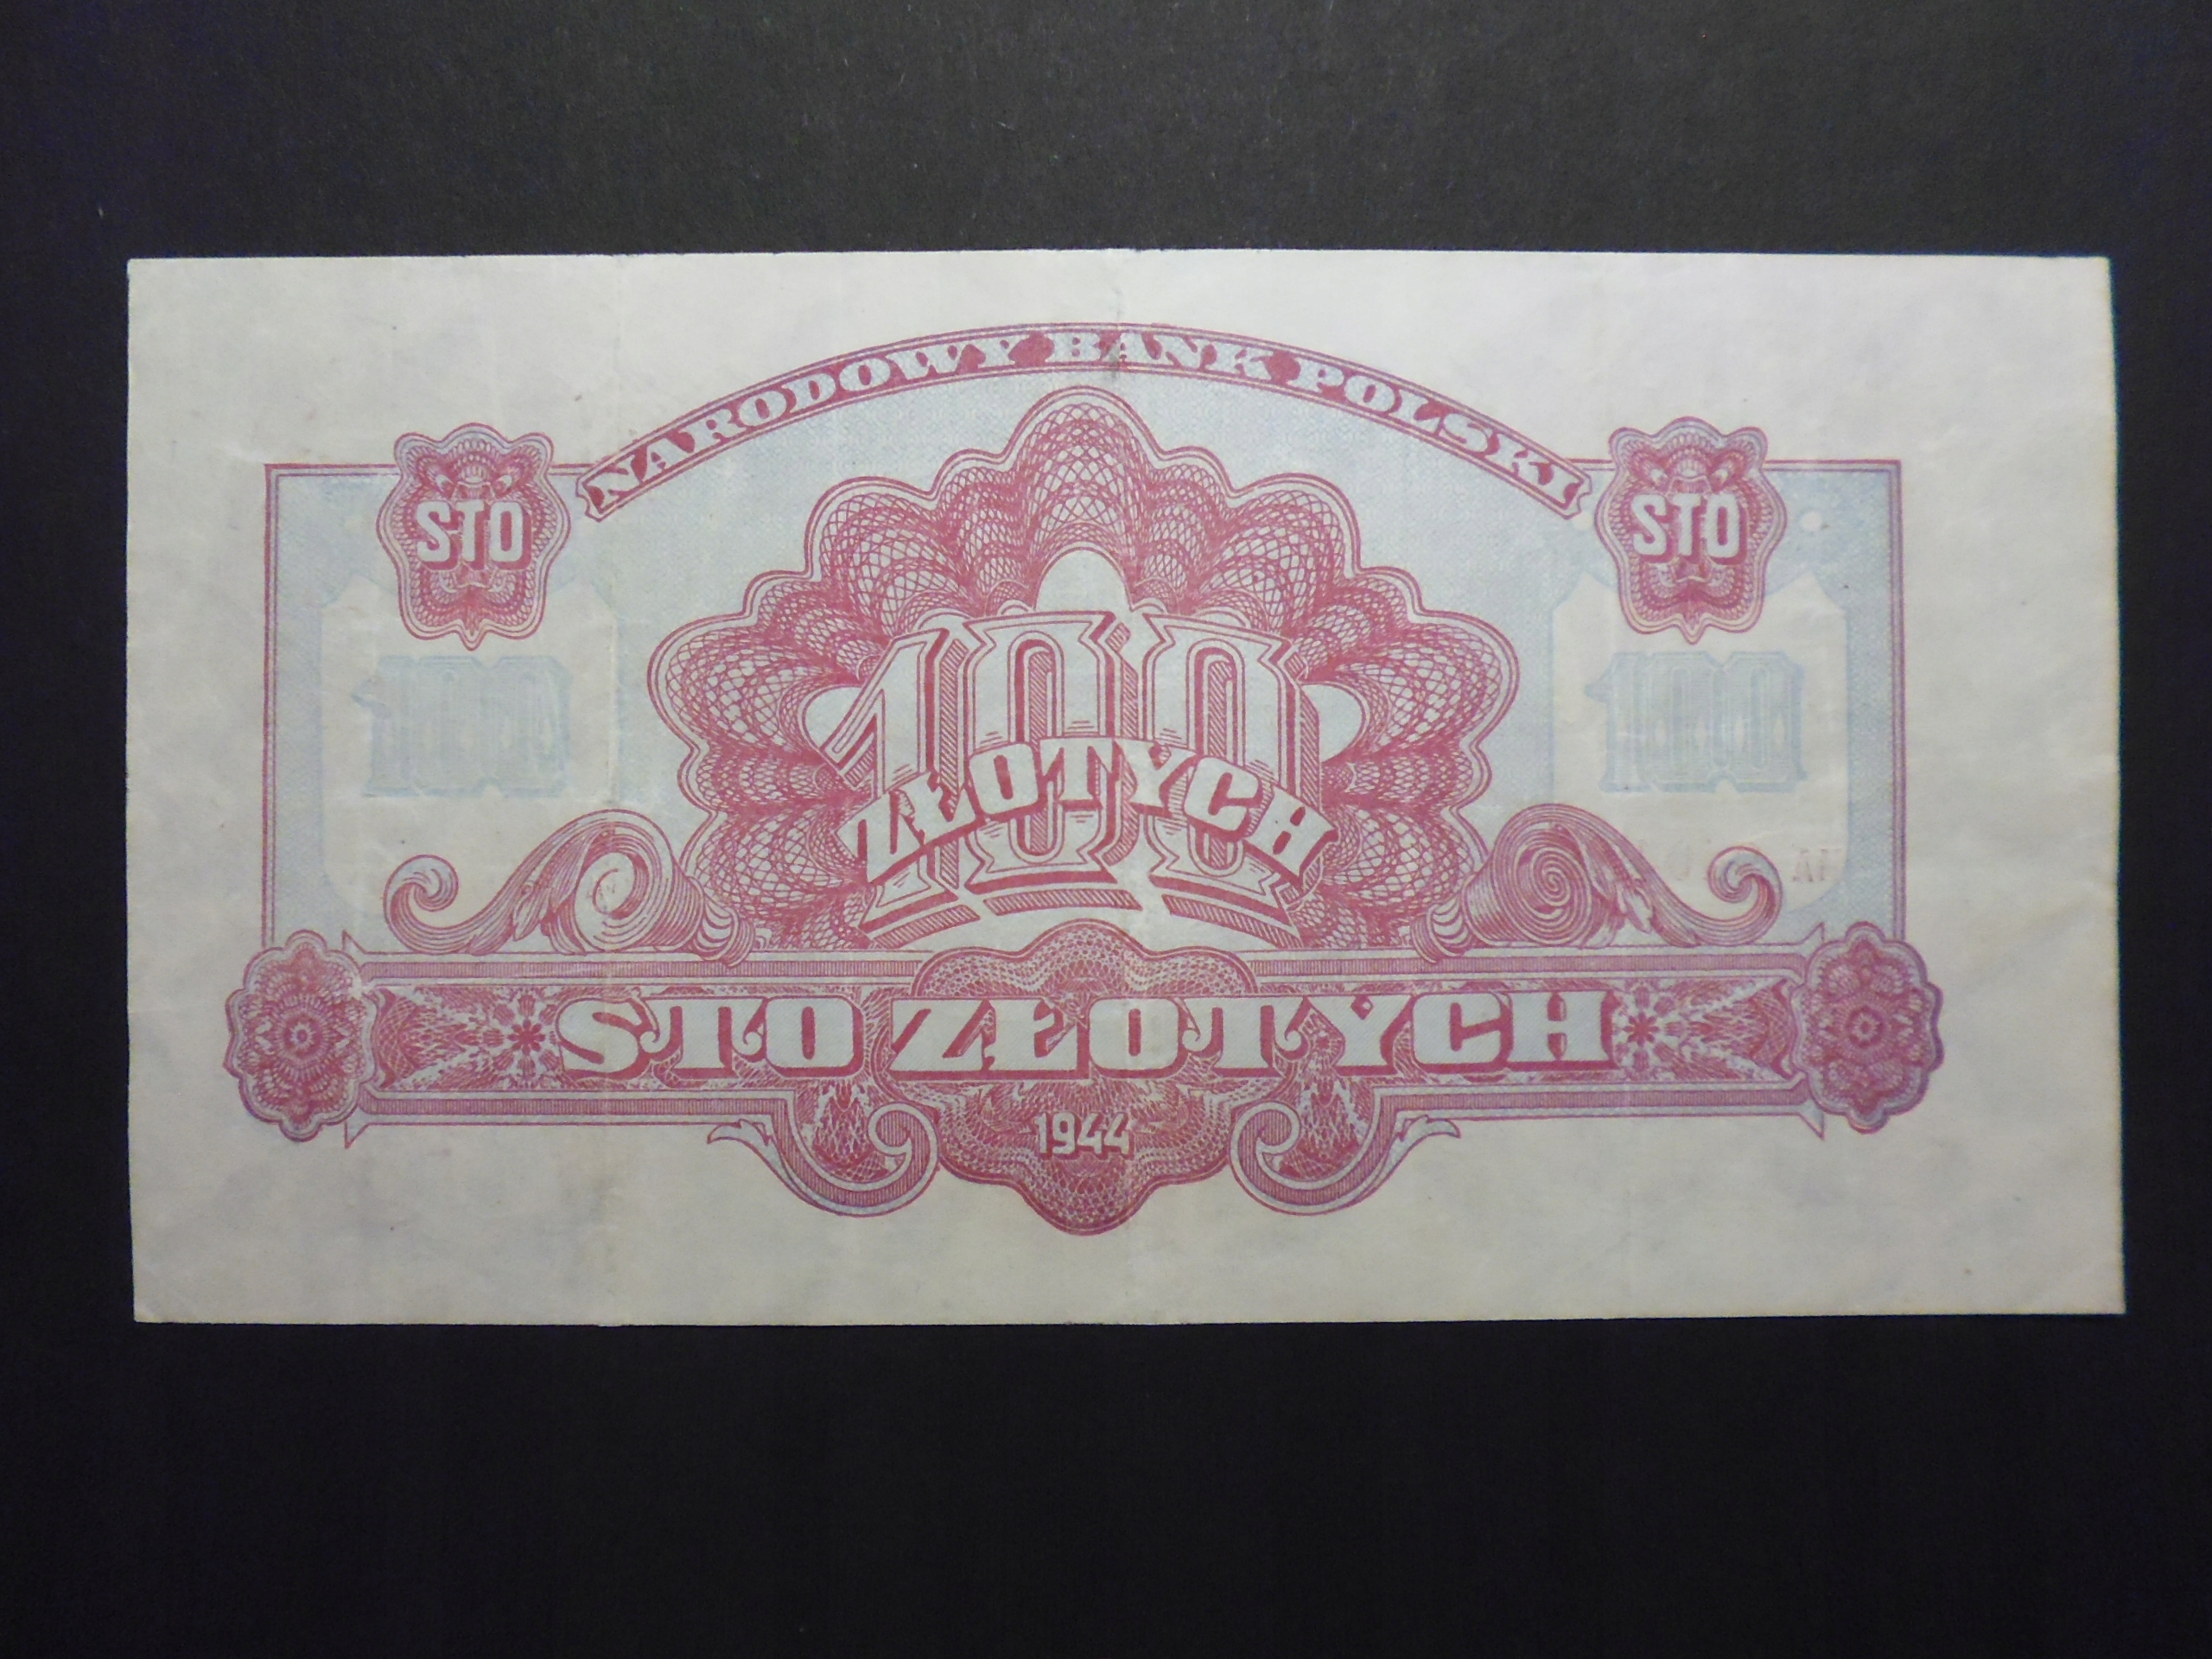 NARODOWY BANK POLSKI
STO
STO
100
100
100
ZŁOTYCH
STO ZŁOTYCH
1944